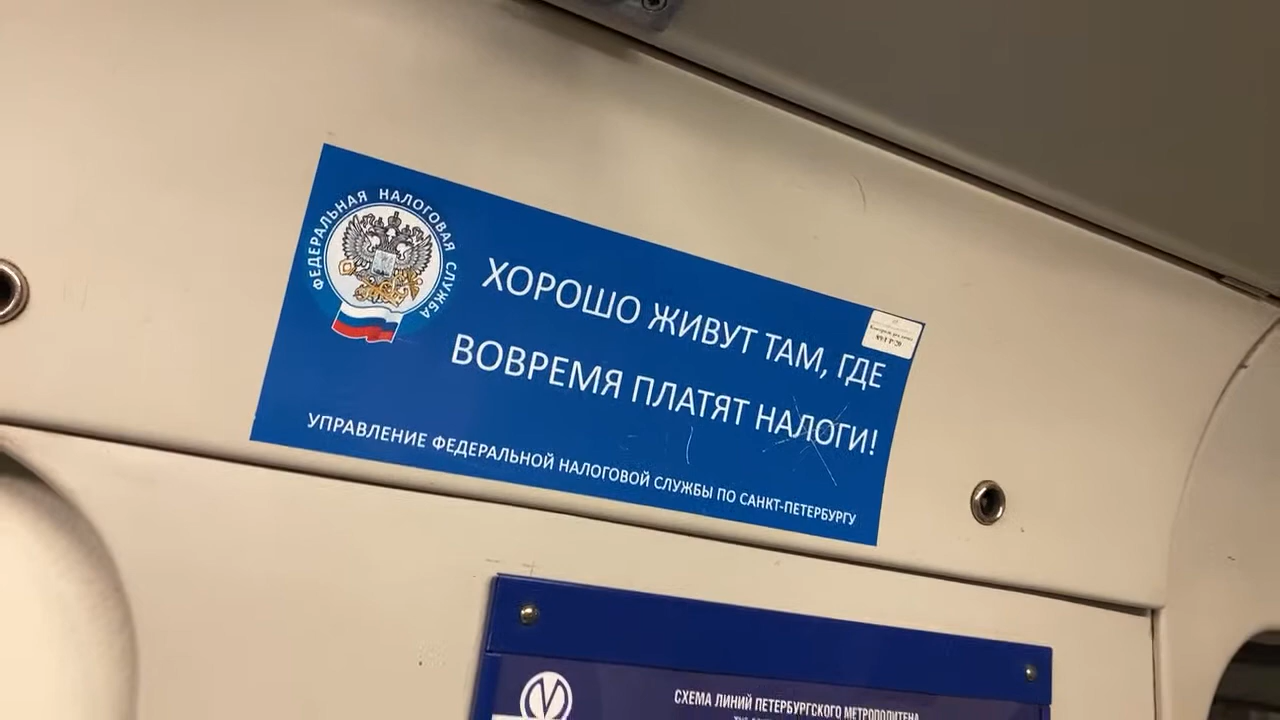 ФЕДЕРАЛЬНАЯ НАЛОГОВАЯ СЛУЖБА
ХОРОШО ЖИВУТ ТАМ, ГДЕ
ВОВРЕМЯ ПЛАТЯТ НАЛОГИ!
УПРАВЛЕНИЕ ФЕДЕРАЛЬНОЙ НАЛОГОВОЙ СЛУЖБЫ ПО САНКТ-ПЕТЕРБУРГУ
СХЕМА ЛИНИЙ ПЕТЕРБУРГСКОГО МЕТРОПОЛИТЕНА